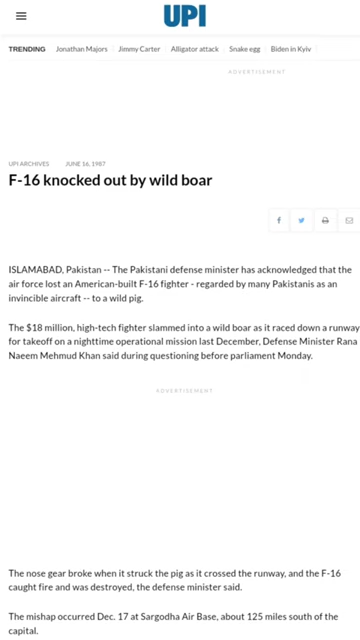 UPI
TRENDING Jonathan Majors Jimmy Carter Alligator attack Snake egg Biden in Kyiv
ADVERTISEMENT
UPI ARCHIVES JUNE 16, 1987
F-16 knocked out by wild boar
ISLAMABAD, Pakistan -- The Pakistani defense minister has acknowledged that the
air force lost an American-built F-16 fighter - regarded by many Pakistanis as an
invincible aircraft -- to a wild pig.
The $18 million, high-tech fighter slammed into a wild boar as it raced down a runway
for takeoff on a nighttime operational mission last December, Defense Minister Rana
Naeem Mehmud Khan said during questioning before parliament Monday.
ADVERTISEMENT
The nose gear broke when it struck the pig as it crossed the runway, and the F-16
caught fire and was destroyed, the defense minister said.
The mishap occurred Dec. 17 at Sargodha Air Base, about 125 miles south of the
capital.